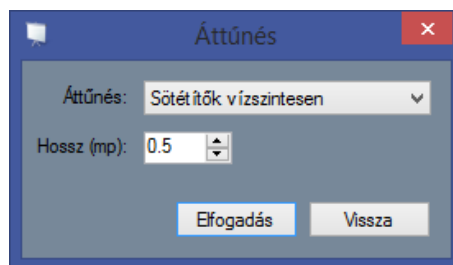 Áttűnés
Áttűnés: Sötétítők vízszintesen
Hossz (mp): 0.5
Elfogadás Vissza